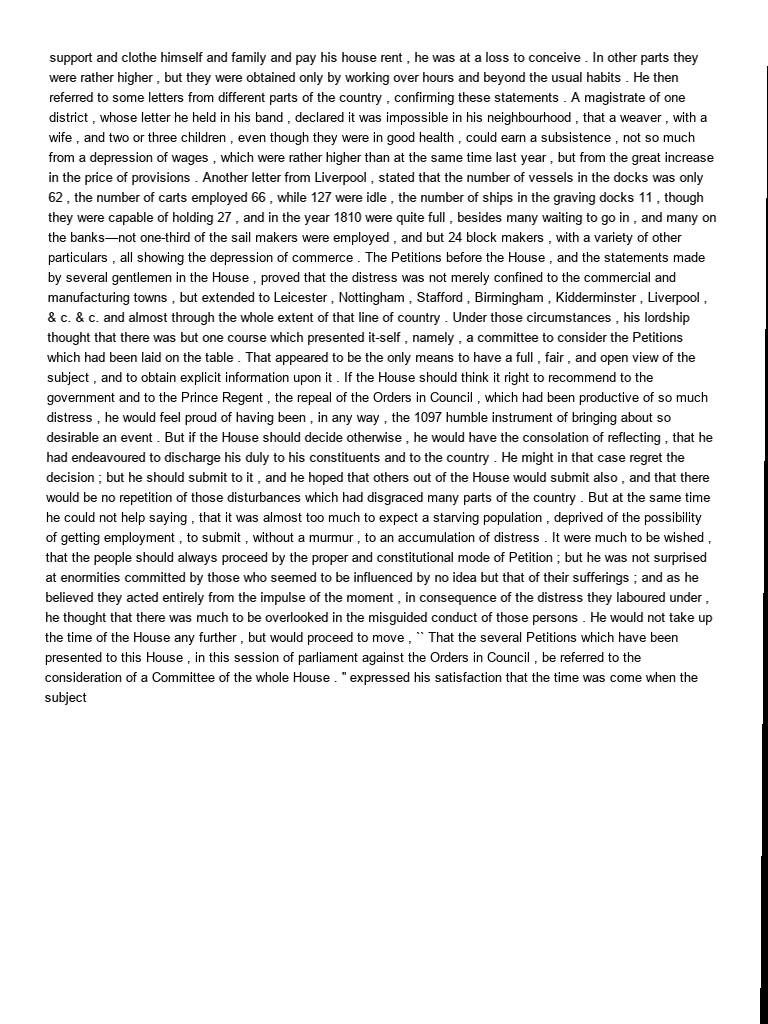 support and clothe himself and family and pay his house rent , he was at a loss to conceive . In other parts they
were rather higher , but they were obtained only by working over hours and beyond the usual habits . He then
referred to some letters from different parts of the country , confirming these statements . A magistrate of one
district , whose letter he held in his band , declared it was impossible in his neighbourhood , that a weaver , with a
wife , and two or three children , even though they were in good health , could earn a subsistence , not so much
from a depression of wages , which were rather higher than at the same time last year , but from the great increase
in the price of provisions . Another letter from Liverpool , stated that the number of vessels in the docks was only
62 , the number of carts employed 66 , while 127 were idle , the number of ships in the graving docks 11 , though
they were capable of holding 27 , and in the year 1810 were quite full , besides many waiting to go in , and many on
the banks—not one-third of the sail makers were employed , and but 24 block makers , with a variety of other
particulars , all showing the depression of commerce . The Petitions before the House , and the statements made
by several gentlemen in the House , proved that the distress was not merely confined to the commercial and
manufacturing towns , but extended to Leicester , Nottingham , Stafford , Birmingham , Kidderminster , Liverpool ,
& c. & c. and almost through the whole extent of that line of country . Under those circumstances , his lordship
thought that there was but one course which presented it-self , namely , a committee to consider the Petitions
which had been laid on the table . That appeared to be the only means to have a full , fair , and open view of the
subject , and to obtain explicit information upon it . If the House should think it right to recommend to the
government and to the Prince Regent , the repeal of the Orders in Council , which had been productive of so much
distress , he would feel proud of having been , in any way , the 1097 humble instrument of bringing about so
desirable an event . But if the House should decide otherwise , he would have the consolation of reflecting , that he
had endeavoured to discharge his duly to his constituents and to the country . He might in that case regret the
decision ; but he should submit to it , and he hoped that others out of the House would submit also , and that there
would be no repetition of those disturbances which had disgraced many parts of the country . But at the same time
he could not help saying , that it was almost too much to expect a starving population , deprived of the possibility
of getting employment , to submit , without a murmur , to an accumulation of distress . It were much to be wished ,
that the people should always proceed by the proper and constitutional mode of Petition ; but he was not surprised
at enormities committed by those who seemed to be influenced by no idea but that of their sufferings ; and as he
believed they acted entirely from the impulse of the moment , in consequence of the distress they laboured under ,
he thought that there was much to be overlooked in the misguided conduct of those persons . He would not take up
the time of the House any further , but would proceed to move , `` That the several Petitions which have been
presented to this House , in this session of parliament against the Orders in Council , be referred to the
consideration of a Committee of the whole House . " expressed his satisfaction that the time was come when the
subject